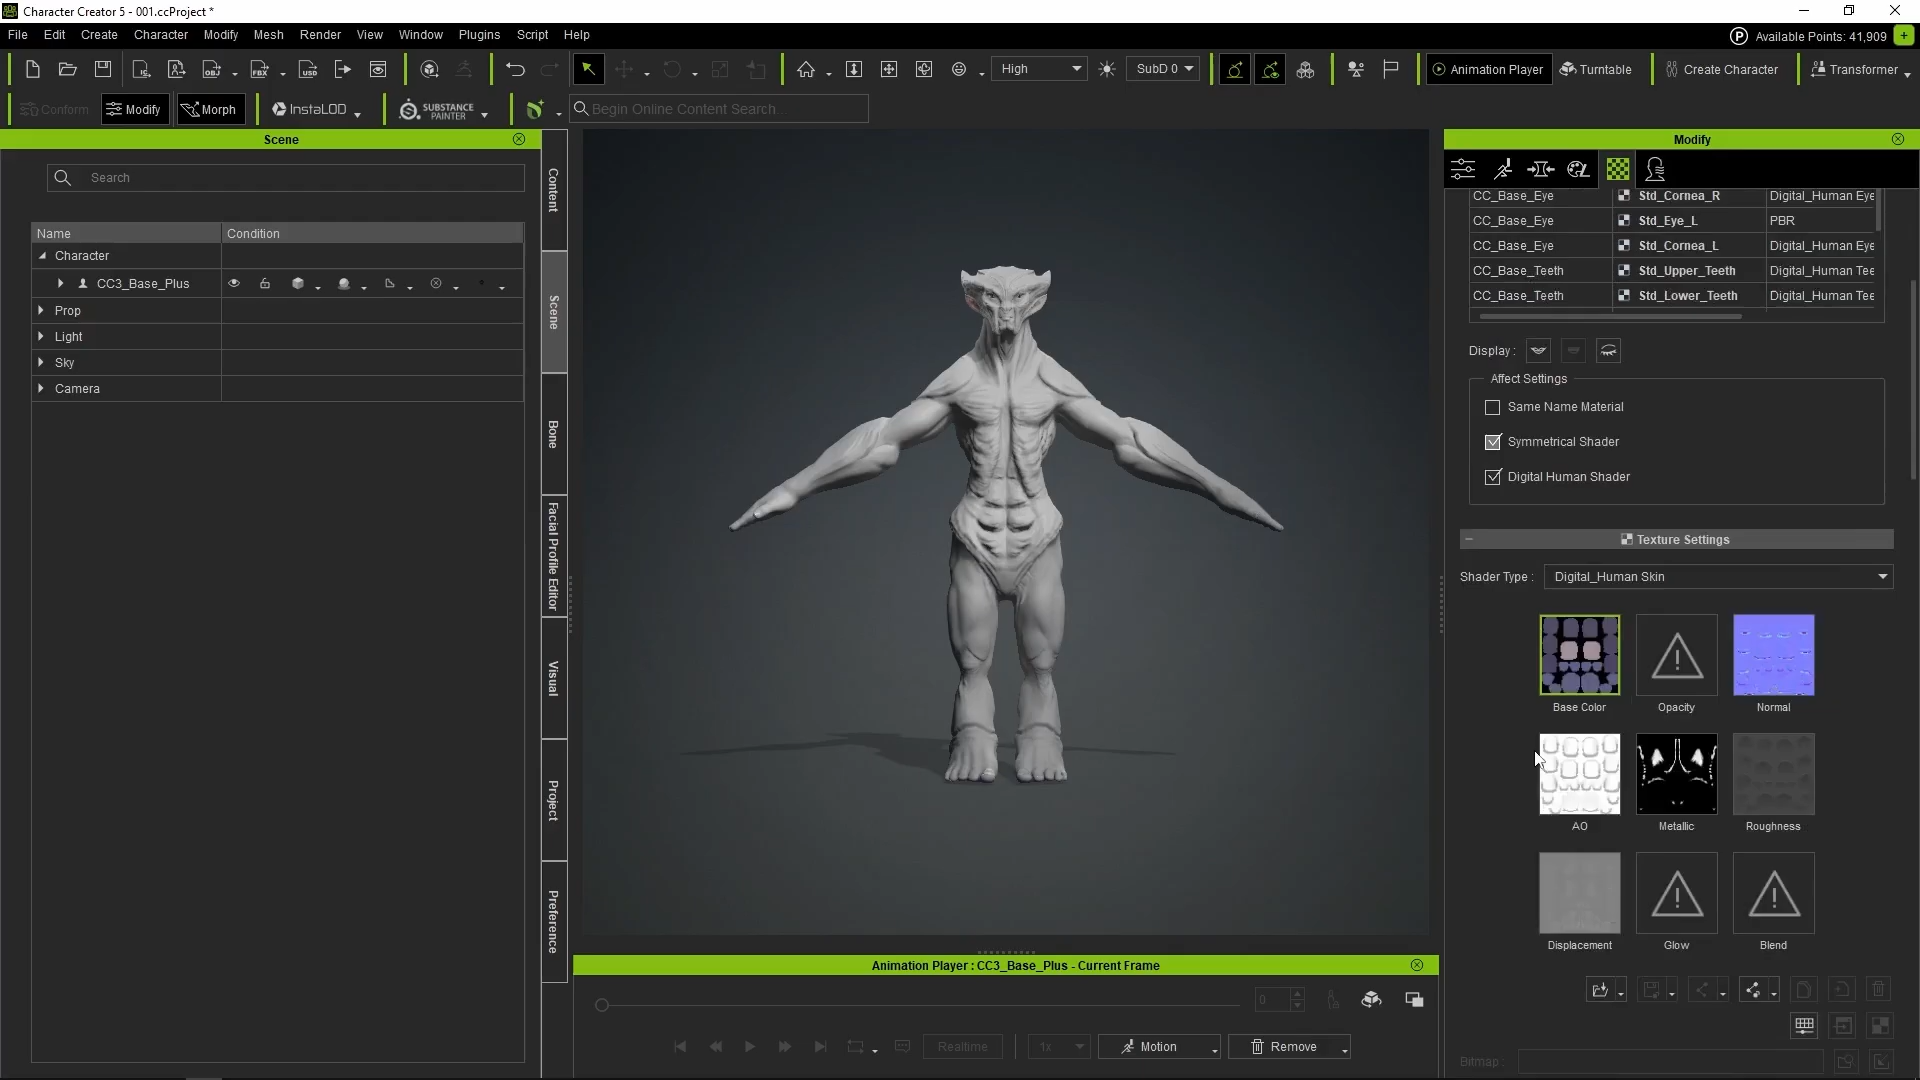 Character Creator 5 - 001.ccProject *
File Edit Create Character Modify Mesh Render View Window Plugins Script Help
Available Points: 41,909
OBJ FBX USD High SubD 0 Animation Player Turntable Create Character Transformer
Conform Modify Morph InstaLOD SUBSTANCE PAINTER Begin Online Content Search...
Scene
Search
Name Condition
Character
CC3_Base_Plus
Prop
Light
Sky
Camera
Content
Scene
Bone
Facial Profile Editor
Visual
Project
Preference
Animation Player : CC3_Base_Plus - Current Frame
0
Realtime 1x Motion Remove
Modify
CC_Base_Eye Std_Cornea_R Digital_Human Eye
CC_Base_Eye Std_Eye_L PBR
CC_Base_Eye Std_Cornea_L Digital_Human Eye
CC_Base_Teeth Std_Upper_Teeth Digital_Human Tee
CC_Base_Teeth Std_Lower_Teeth Digital_Human Tee
Display :
Affect Settings
Same Name Material
Symmetrical Shader
Digital Human Shader
Texture Settings
Shader Type : Digital_Human Skin
Base Color Opacity Normal
AO Metallic Roughness
Displacement Glow Blend
Bitmap :